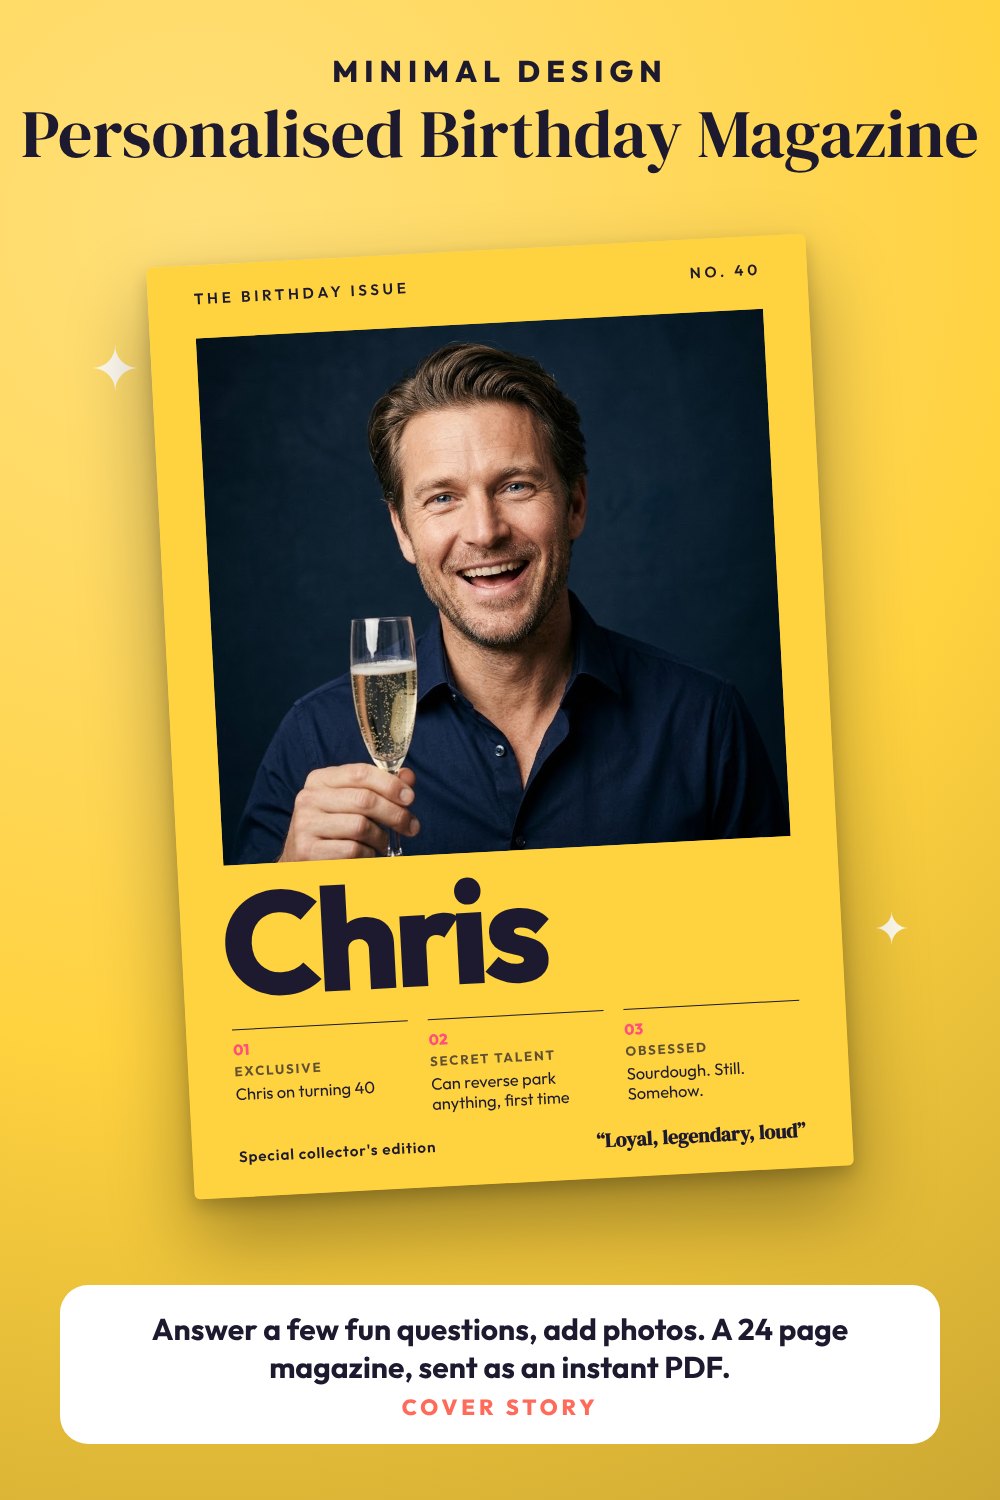 MINIMAL DESIGN
Personalised Birthday Magazine
THE BIRTHDAY ISSUE
NO. 40
Chris
01
EXCLUSIVE
Chris on turning 40
02
SECRET TALENT
Can reverse park
anything, first time
03
OBSESSED
Sourdough. Still.
Somehow.
Special collector's edition
“Loyal, legendary, loud”
Answer a few fun questions, add photos. A 24 page
magazine, sent as an instant PDF.
COVER STORY